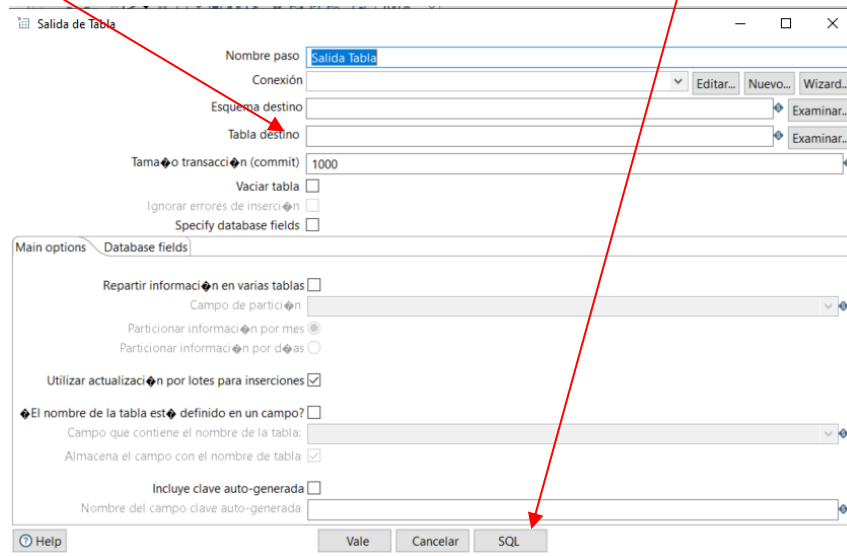 Salida de Tabla
Nombre paso Salida Tabla
Conexión Editar... Nuevo... Wizard..
Esquema destino Examinar..
Tabla destino Examinar..
Tama�o transacci�n (commit) 1000
Vaciar tabla
Ignorar errores de inserci�n
Specify database fields
Main options Database fields
Repartir informaci�n en varias tablas
Campo de partici�n
Particionar informaci�n por mes
Particionar informaci�n por d�as
Utilizar actualizaci�n por lotes para inserciones
�El nombre de la tabla est� definido en un campo?
Campo que contiene el nombre de la tabla:
Almacena el campo con el nombre de tabla
Incluye clave auto-generada
Nombre del campo clave auto-generada
Help Vale Cancelar SQL